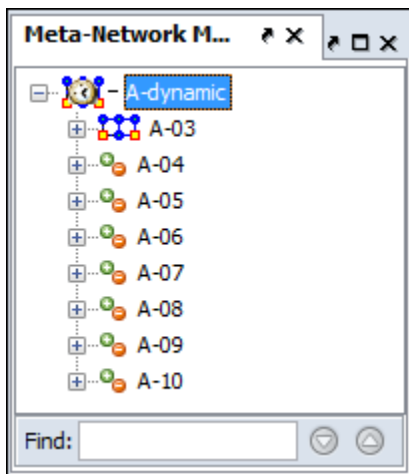 Meta-Network M...
A-dynamic
A-03
A-04
A-05
A-06
A-07
A-08
A-09
A-10
Find: